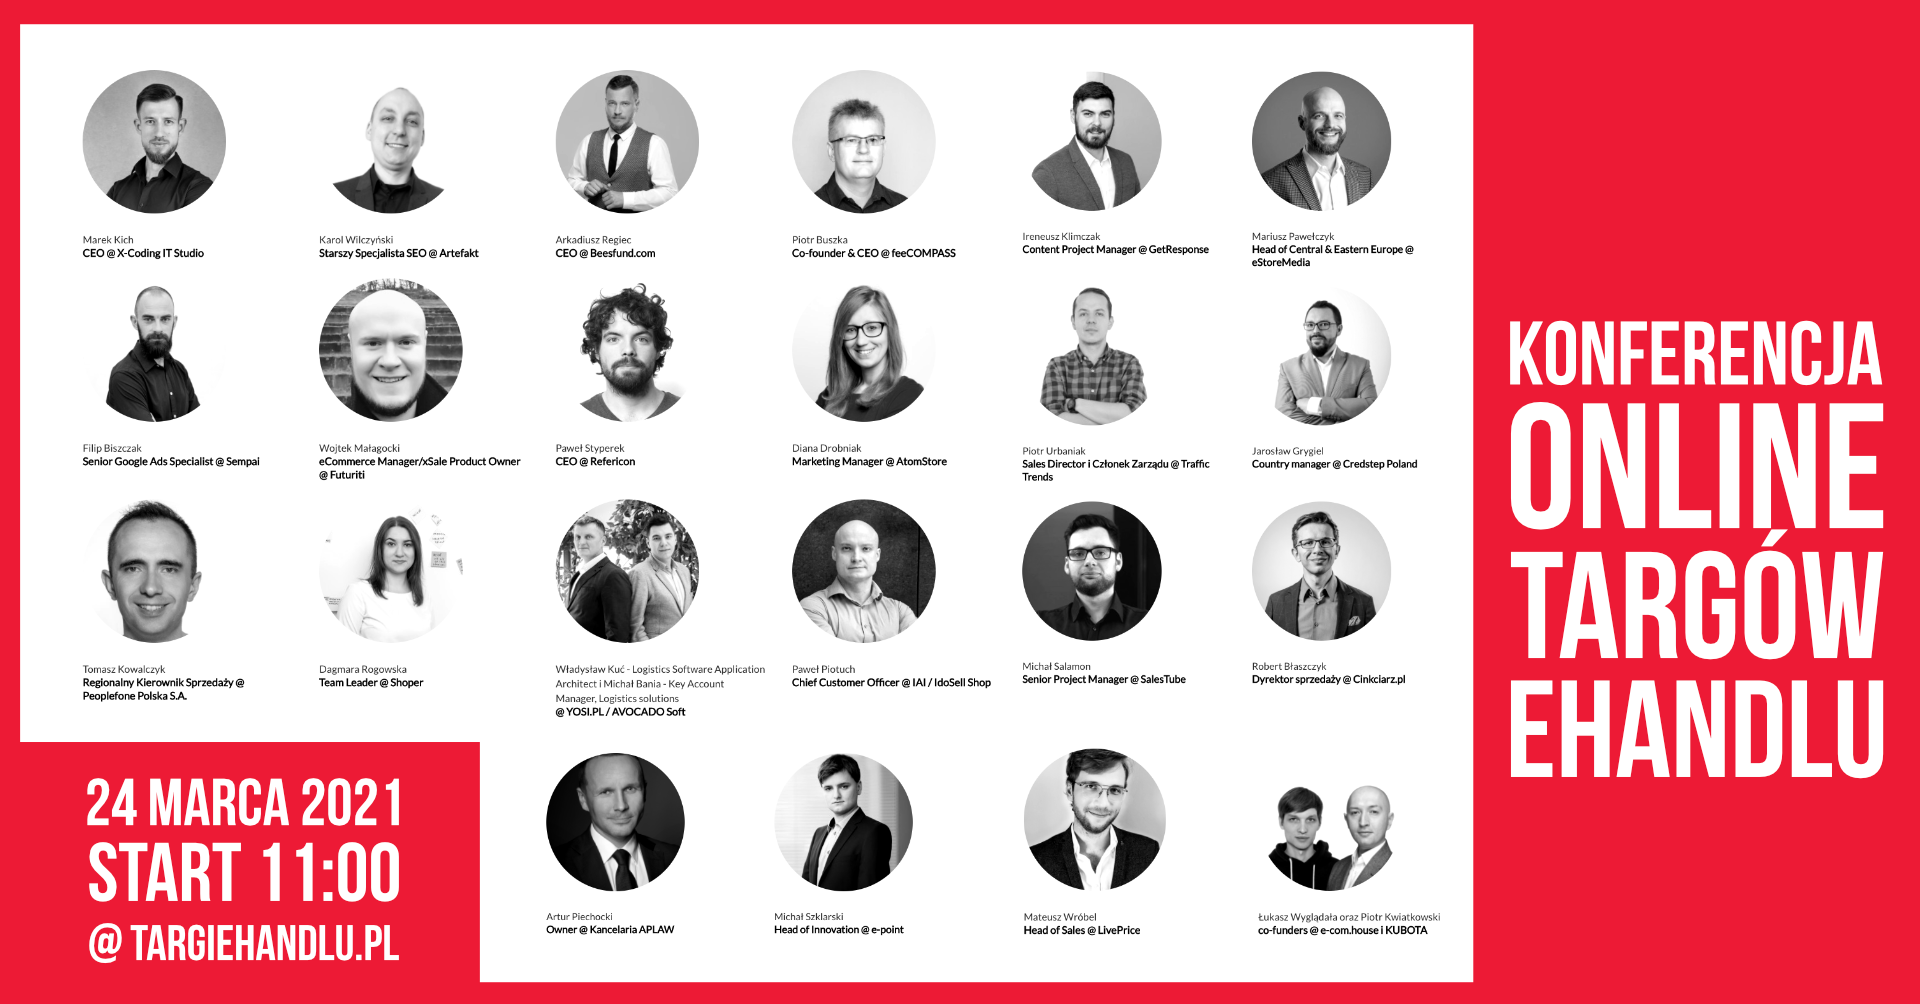 Marek Kich
CEO @ X-Coding IT Studio
Karol Wilczyński
Starszy Specjalista SEO @ Artefakt
Arkadiusz Regiec
CEO @ Beesfund.com
Piotr Buszka
Co-founder & CEO @ feeCOMPASS
Ireneusz Klimczak
Content Project Manager @ GetResponse
Mariusz Pawełczyk
Head of Central & Eastern Europe @
eStoreMedia
Filip Biszczak
Senior Google Ads Specialist @ Sempai
Wojtek Małagocki
eCommerce Manager/xSale Product Owner
@ Futuriti
Paweł Styperek
CEO @ Refericon
Diana Drobniak
Marketing Manager @ AtomStore
Piotr Urbaniak
Sales Director i Członek Zarządu @ Traffic
Trends
Jarosław Grygiel
Country manager @ Credstep Poland
Tomasz Kowalczyk
Regionalny Kierownik Sprzedaży @
Peoplefone Polska S.A.
Dagmara Rogowska
Team Leader @ Shoper
Władysław Kuć - Logistics Software Application
Architect i Michał Bania - Key Account
Manager, Logistics solutions
@ YOSI.PL / AVOCADO Soft
Paweł Piotuch
Chief Customer Officer @ IAI / IdoSell Shop
Michał Salamon
Senior Project Manager @ SalesTube
Robert Błaszczyk
Dyrektor sprzedaży @ Cinkciarz.pl
Artur Piechocki
Owner @ Kancelaria APLAW
Michał Szklarski
Head of Innovation @ e-point
Mateusz Wróbel
Head of Sales @ LivePrice
Łukasz Wyglądała oraz Piotr Kwiatkowski
co-funders @ e-com.house i KUBOTA
24 MARCA 2021
START 11:00
@ TARGIEHANDLU.PL
KONFERENCJA
ONLINE
TARGÓW
EHANDLU